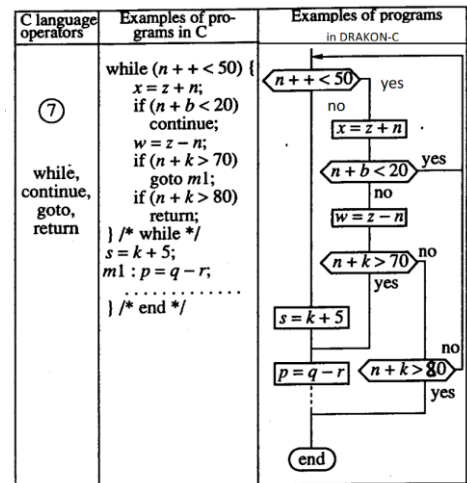 C language operators
Examples of pro-
grams in C
Examples of programs
in DRAKON-C
7
while,
continue,
goto,
return
while (n + + < 50) {
x = z + n;
if (n + b < 20)
continue;
w = z – n;
if (n + k > 70)
goto m1;
if (n + k > 80)
return;
} /* while */
s = k + 5;
m1 : p = q – r;
. . . . . . . . . . . . . .
} /* end */
n + + < 50
yes
no
x = z + n
n + b < 20
yes
no
w = z – n
n + k > 70
no
yes
s = k + 5
no
p = q – r
n + k > 80
yes
end